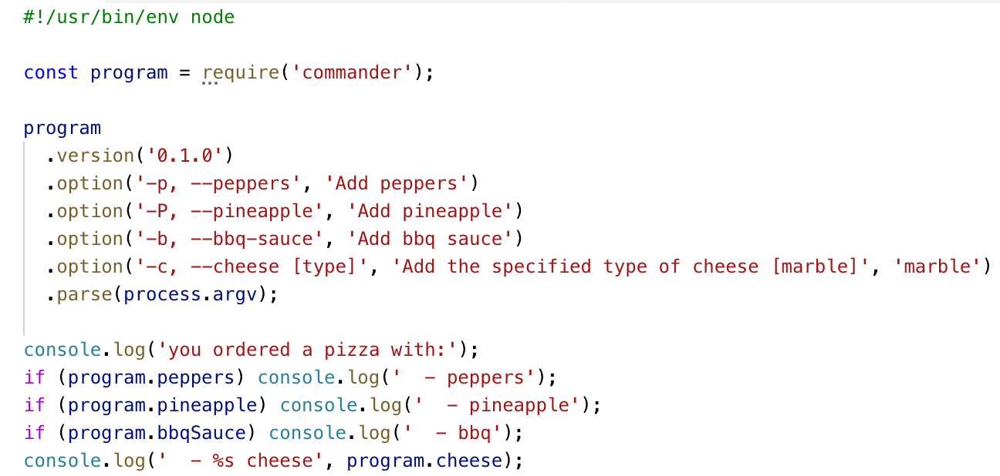 #!/usr/bin/env node
const program = require('commander');
program
  .version('0.1.0')
  .option('-p, --peppers', 'Add peppers')
  .option('-P, --pineapple', 'Add pineapple')
  .option('-b, --bbq-sauce', 'Add bbq sauce')
  .option('-c, --cheese [type]', 'Add the specified type of cheese [marble]', 'marble')
  .parse(process.argv);
console.log('you ordered a pizza with:');
if (program.peppers) console.log('  - peppers');
if (program.pineapple) console.log('  - pineapple');
if (program.bbqSauce) console.log('  - bbq');
console.log('  - %s cheese', program.cheese);